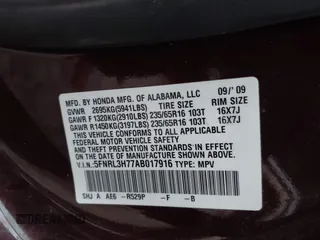 MFD. BY HONDA MFG. OF ALABAMA, LLC 09/'09
GVWR 2695KG(5941LBS) TIRE SIZE RIM SIZE
GAWR F 1320KG(2910LBS) 235/65R16 103T 16X7J
GAWR R 1450KG(3197LBS) 235/65R16 103T 16X7J
THIS VEHICLE CONFORMS TO ALL APPLICABLE
FEDERAL MOTOR VEHICLE SAFETY AND THEFT
PREVENTION STANDARDS IN EFFECT ON THE
DATE OF MANUFACTURE SHOWN ABOVE.
V.I.N.:5FNRL3H77AB017916 TYPE: MPV
SHJ A AE6 -R529P -F -B